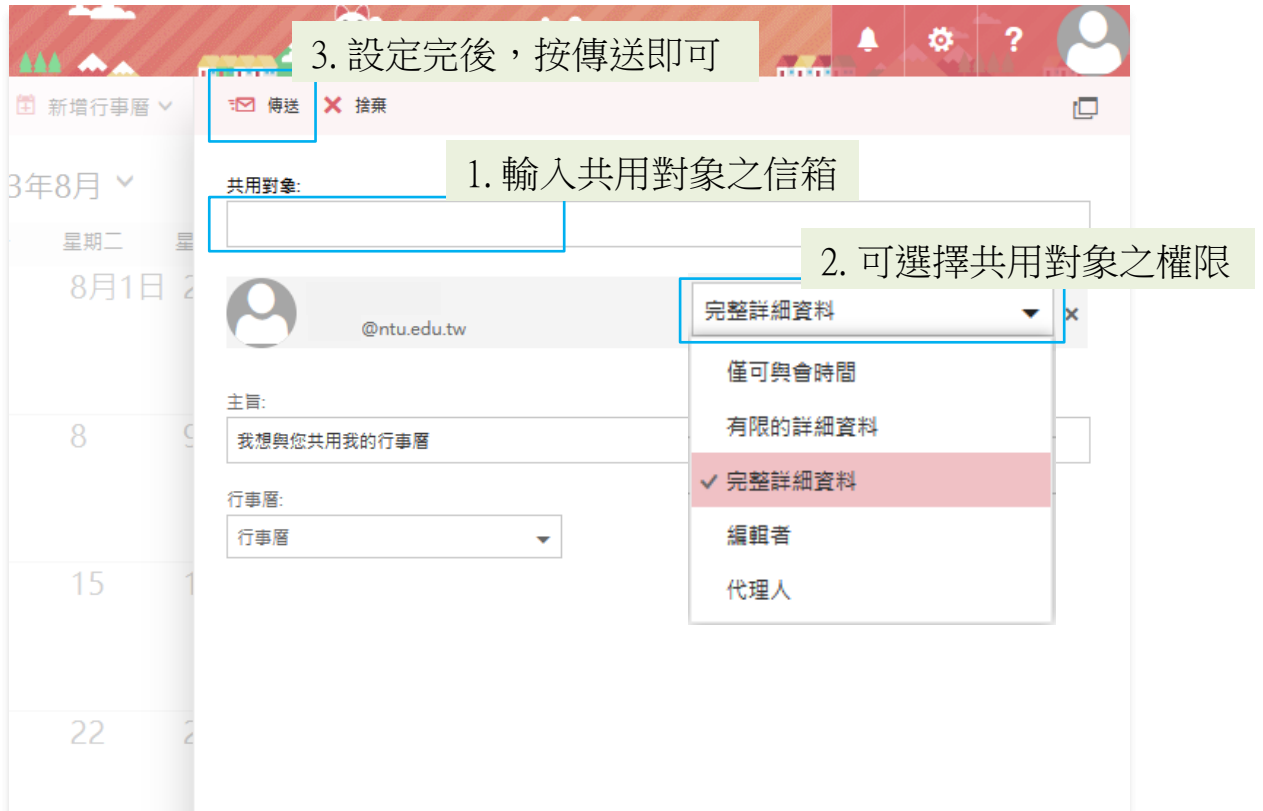 3. 設定完後，按傳送即可
?
新增行事曆
傳送
捨棄
1. 輸入共用對象之信箱
3年8月
共用對象:
星期二
星
2. 可選擇共用對象之權限
8月1日
2
完整詳細資料
@ntu.edu.tw
僅可與會時間
主旨:
有限的詳細資料
8
9
我想與您共用我的行事曆
完整詳細資料
行事曆:
行事曆
編輯者
15
1
代理人
22
2